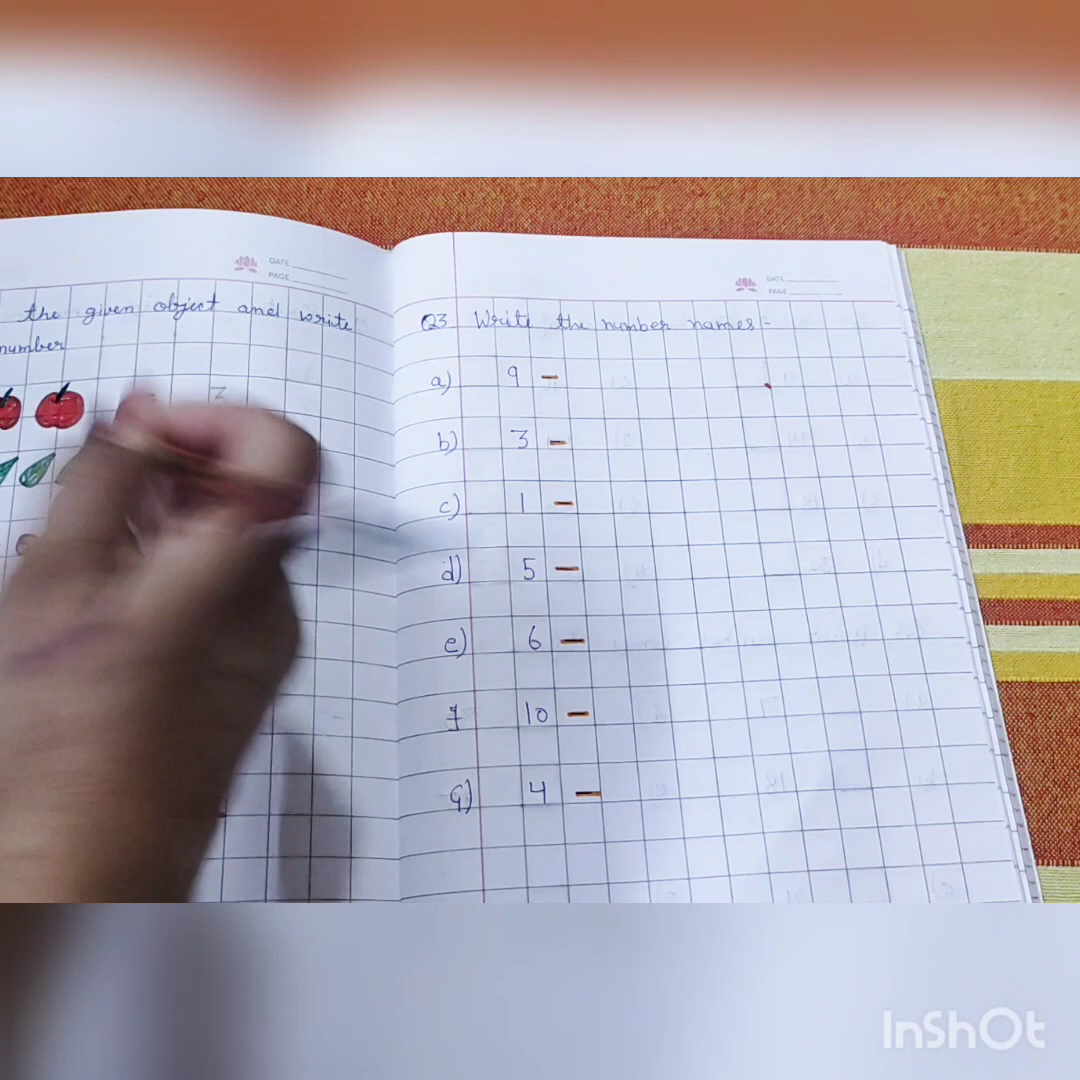 DATE
PAGE
the given object and write
number
3
DATE
PAGE
Q3 Write the number names-
a) 9 -
b) 3 -
c) 1 -
d) 5 -
e) 6 -
f 10 -
g) 4 -
InShOt